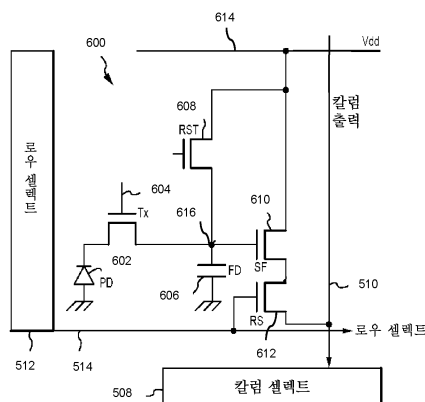 614
600
Vdd
608
칼럼
출력
RST
로우 셀렉트
604
610
Tx
616
602
FD
SF
PD
510
606
RS
로우 셀렉트
512
514
612
508
칼럼 셀렉트